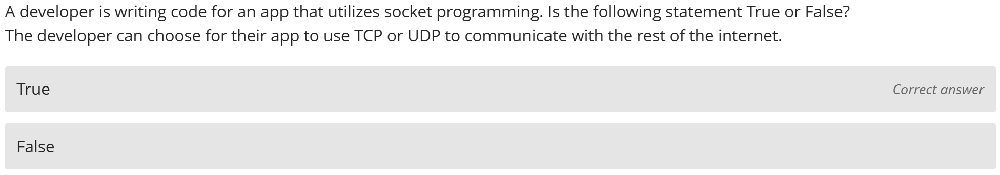 A developer is writing code for an app that utilizes socket programming. Is the following statement True or False?
The developer can choose for their app to use TCP or UDP to communicate with the rest of the internet.
True
Correct answer
False